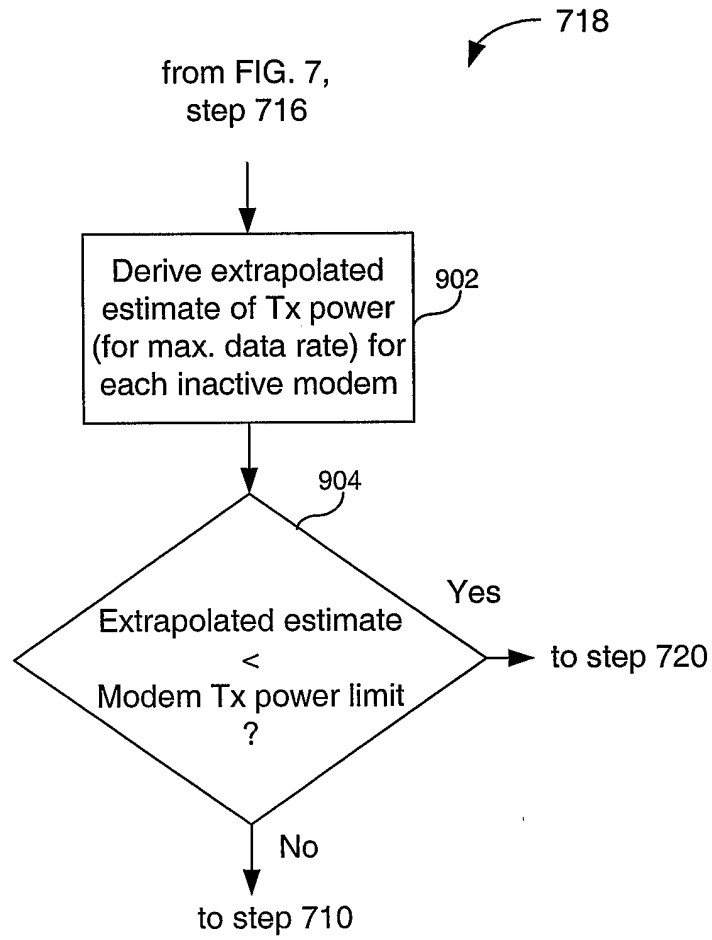 718
from FIG. 7,
step 716
Derive extrapolated
estimate of Tx power
(for max. data rate) for
each inactive modem
902
904
Extrapolated estimate
<
Modem Tx power limit
?
Yes
to step 720
No
to step 710